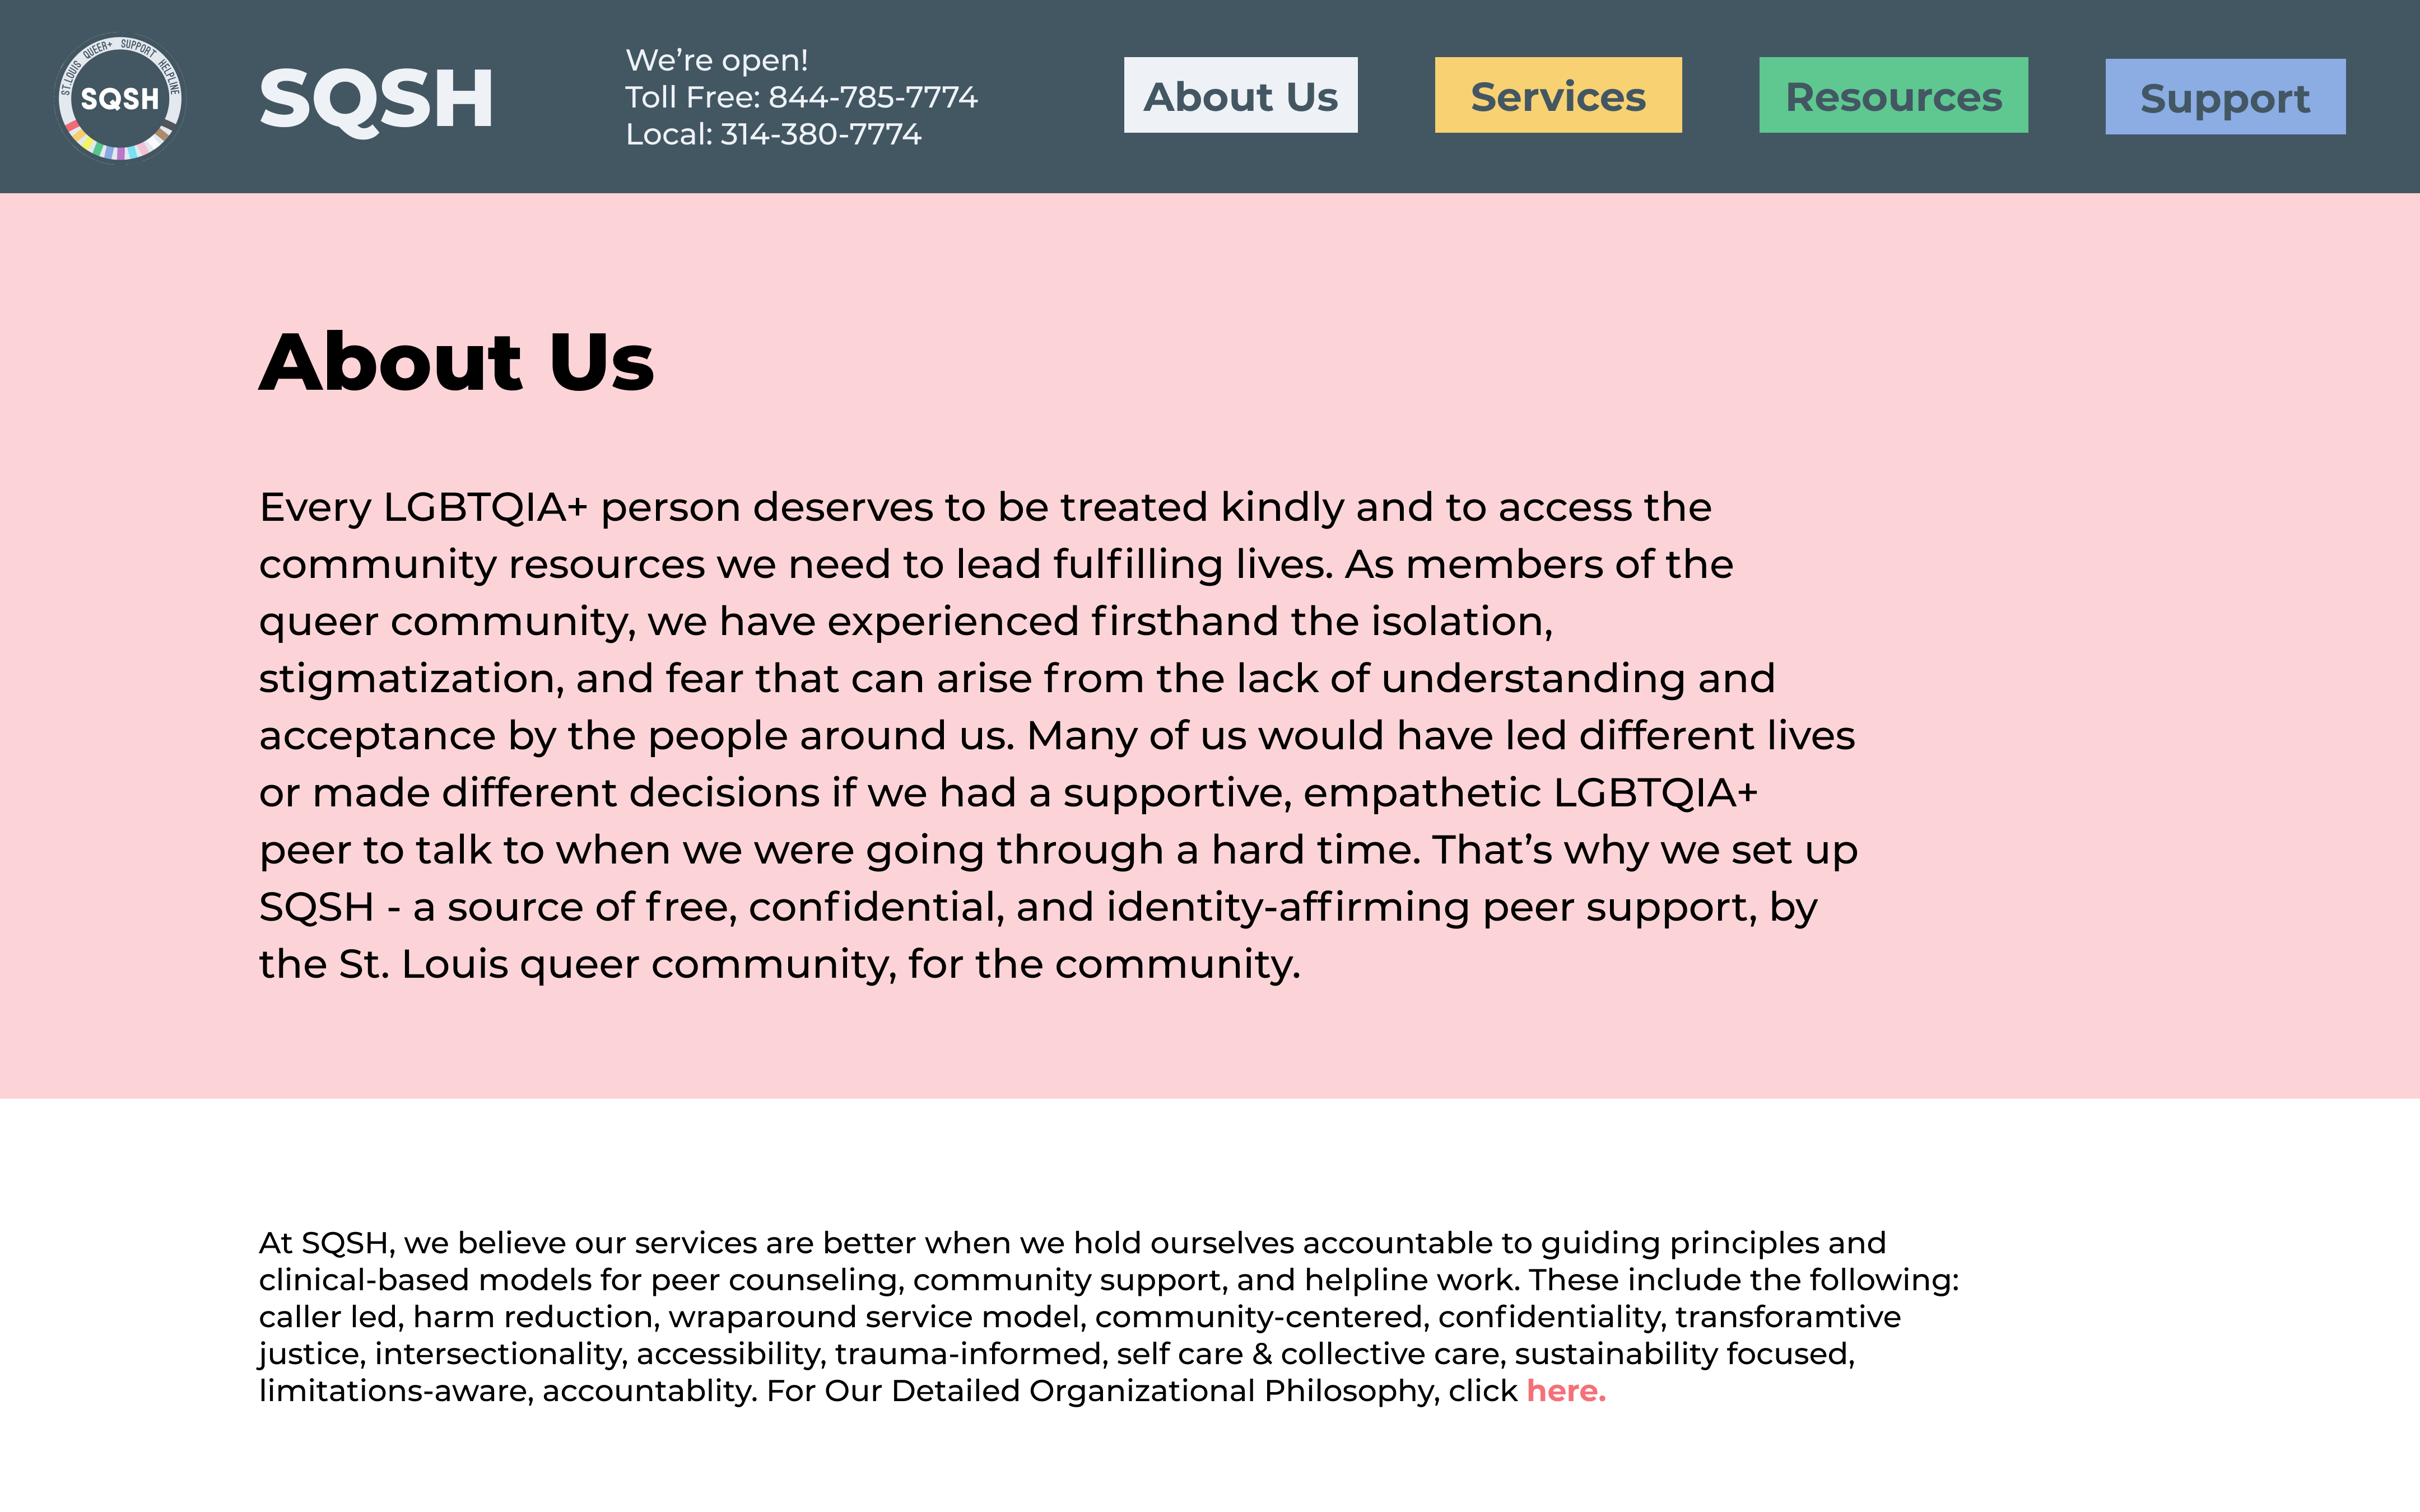 ST.LOUIS QUEER+ SUPPORT HELPLINE
SQSH
SQSH
We’re open!
Toll Free: 844-785-7774
Local: 314-380-7774
About Us
Services
Resources
Support
About Us
Every LGBTQIA+ person deserves to be treated kindly and to access the
community resources we need to lead fulfilling lives. As members of the
queer community, we have experienced firsthand the isolation,
stigmatization, and fear that can arise from the lack of understanding and
acceptance by the people around us. Many of us would have led different lives
or made different decisions if we had a supportive, empathetic LGBTQIA+
peer to talk to when we were going through a hard time. That’s why we set up
SQSH - a source of free, confidential, and identity-affirming peer support, by
the St. Louis queer community, for the community.
At SQSH, we believe our services are better when we hold ourselves accountable to guiding principles and
clinical-based models for peer counseling, community support, and helpline work. These include the following:
caller led, harm reduction, wraparound service model, community-centered, confidentiality, transforamtive
justice, intersectionality, accessibility, trauma-informed, self care & collective care, sustainability focused,
limitations-aware, accountablity. For Our Detailed Organizational Philosophy, click here.